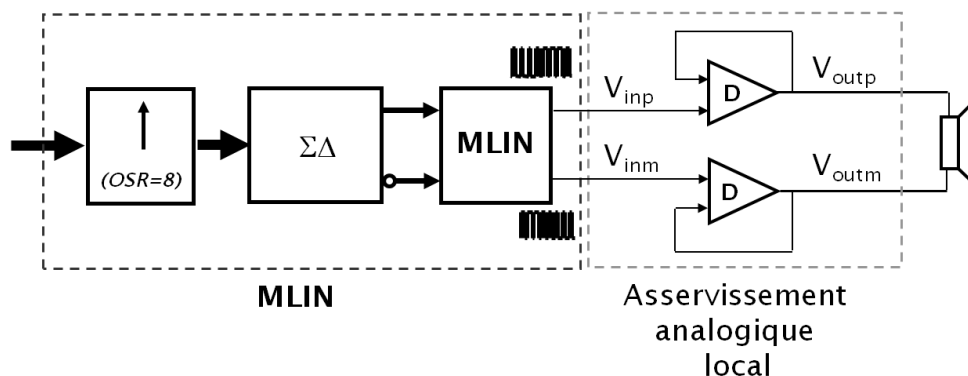 (OSR=8)
ΣΔ
MLIN
V_inp
V_inm
D
D
V_outp
V_outm
MLIN
Asservissement
analogique
local